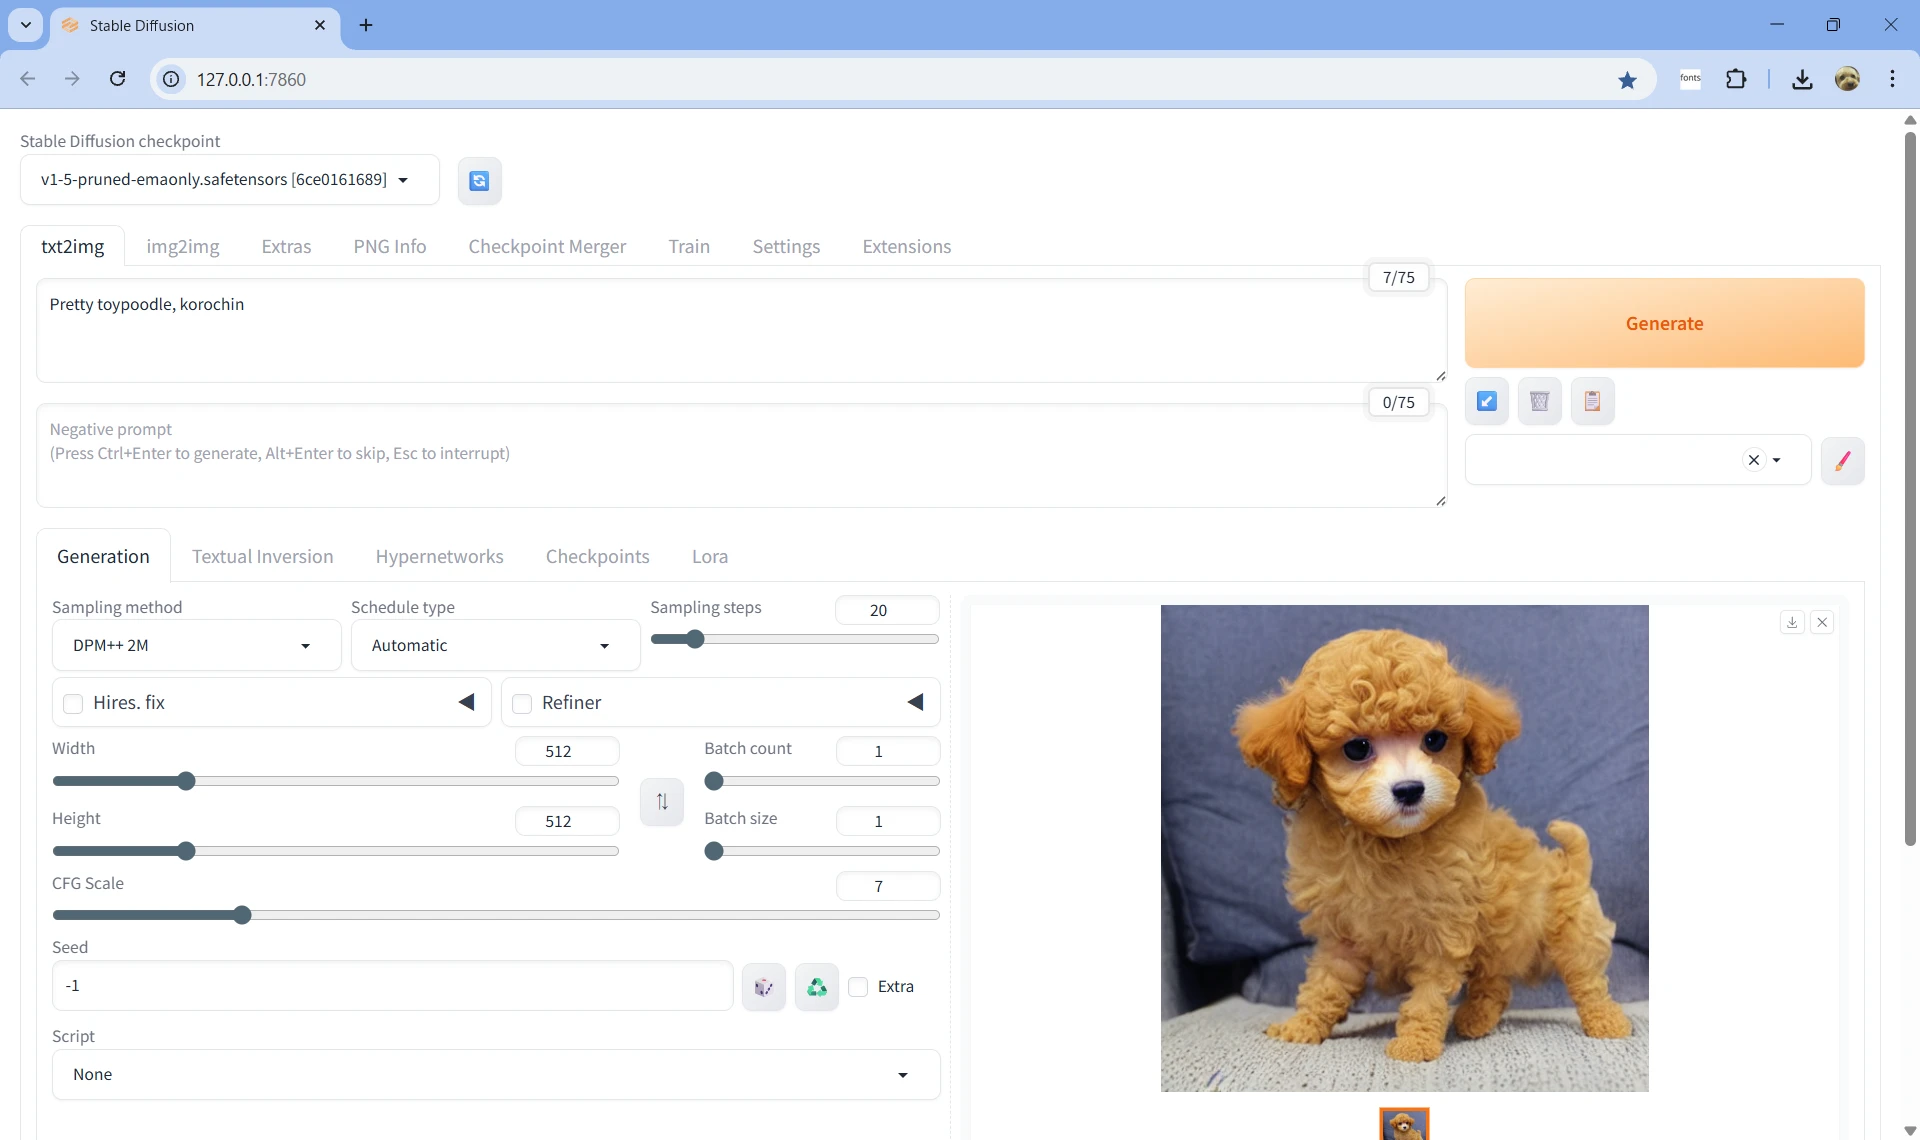 Stable Diffusion
127.0.0.1:7860
fonts
Stable Diffusion checkpoint
v1-5-pruned-emaonly.safetensors [6ce0161689]
txt2img img2img Extras PNG Info Checkpoint Merger Train Settings Extensions
7/75
Pretty toypoodle, korochin
Generate
0/75
Negative prompt
(Press Ctrl+Enter to generate, Alt+Enter to skip, Esc to interrupt)
Generation Textual Inversion Hypernetworks Checkpoints Lora
Sampling method Schedule type Sampling steps 20
DPM++ 2M Automatic
Hires. fix Refiner
Width 512 Batch count 1
Height 512 Batch size 1
CFG Scale 7
Seed
-1 Extra
Script
None